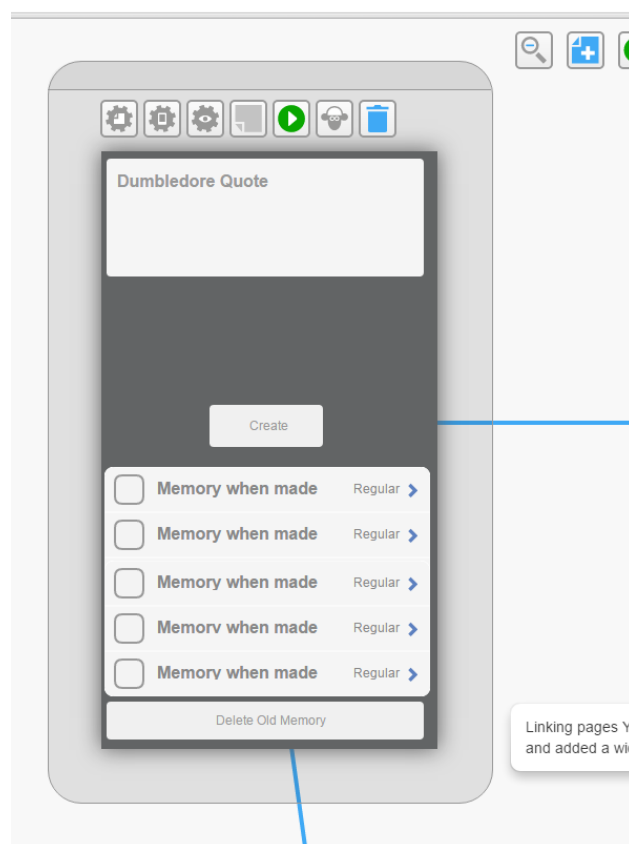 Dumbledore Quote
Create
Memory when made Regular
Memory when made Regular
Memory when made Regular
Memory when made Regular
Memory when made Regular
Delete Old Memory
Linking pages Y
and added a wi